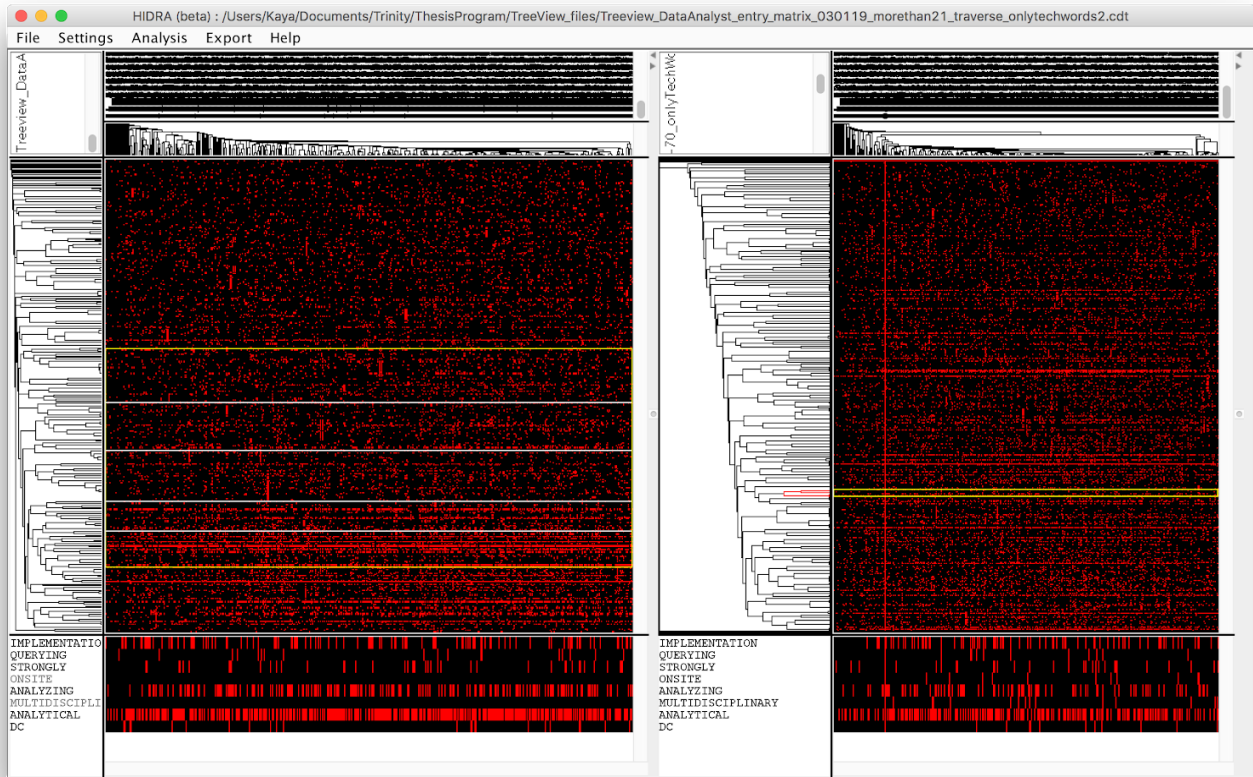 HIDRA (beta) : /Users/Kaya/Documents/Trinity/ThesisProgram/TreeView_files/Treeview_DataAnalyst_entry_matrix_030119_morethan21_traverse_onlytechwords2.cdt
File Settings Analysis Export Help
Treeview_DataA
-70_onlyTechWo
IMPLEMENTATIO
QUERYING
STRONGLY
ONSITE
ANALYZING
MULTIDISCIPLI
ANALYTICAL
DC
IMPLEMENTATION
QUERYING
STRONGLY
ONSITE
ANALYZING
MULTIDISCIPLINARY
ANALYTICAL
DC